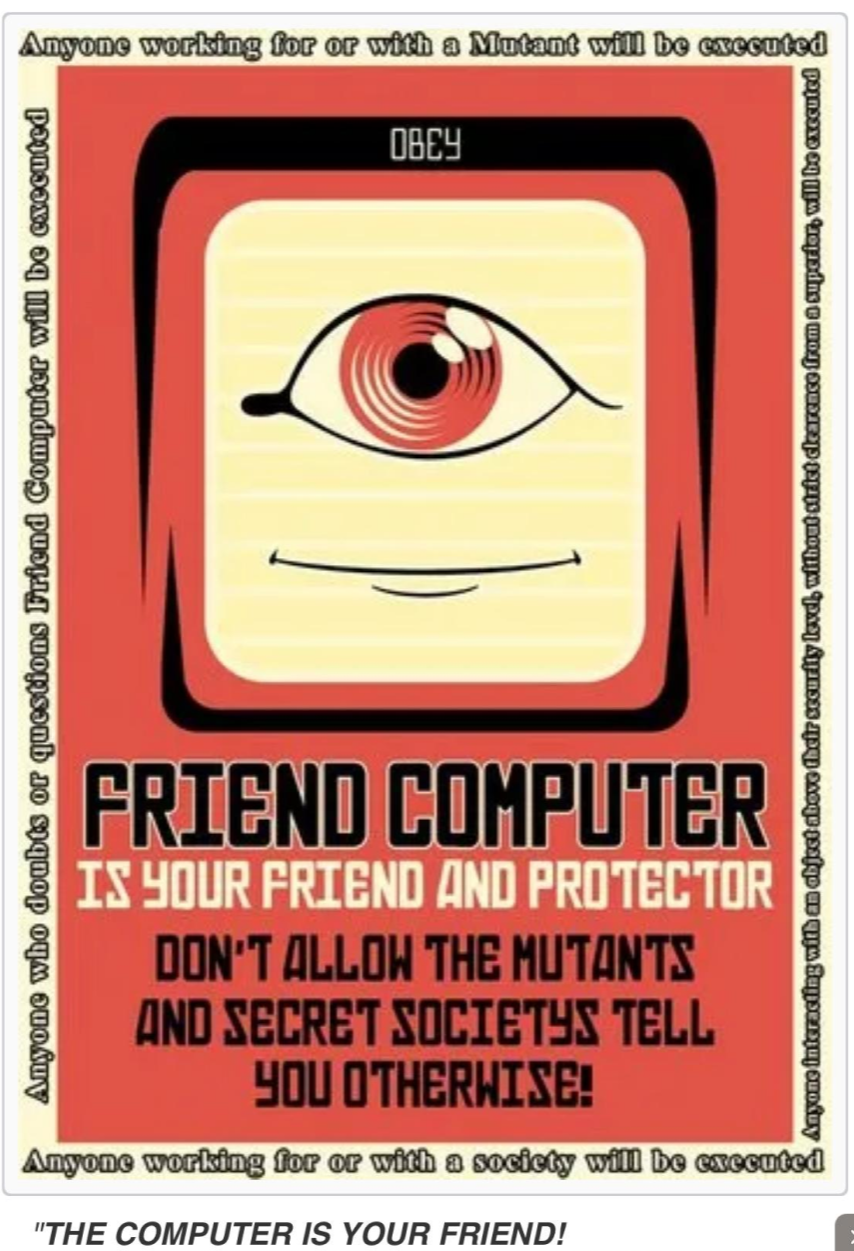 Anyone working for or with a Mutant will be executed
Anyone who doubts or questions Friend Computer will be executed
Anyone interacting with an object above their security level, without strict clearence from a superior, will be executed
OBEY
FRIEND COMPUTER
IS YOUR FRIEND AND PROTECTOR
DON'T ALLOW THE MUTANTS
AND SECRET SOCIETYS TELL
YOU OTHERWISE!
Anyone working for or with a society will be executed
"THE COMPUTER IS YOUR FRIEND!